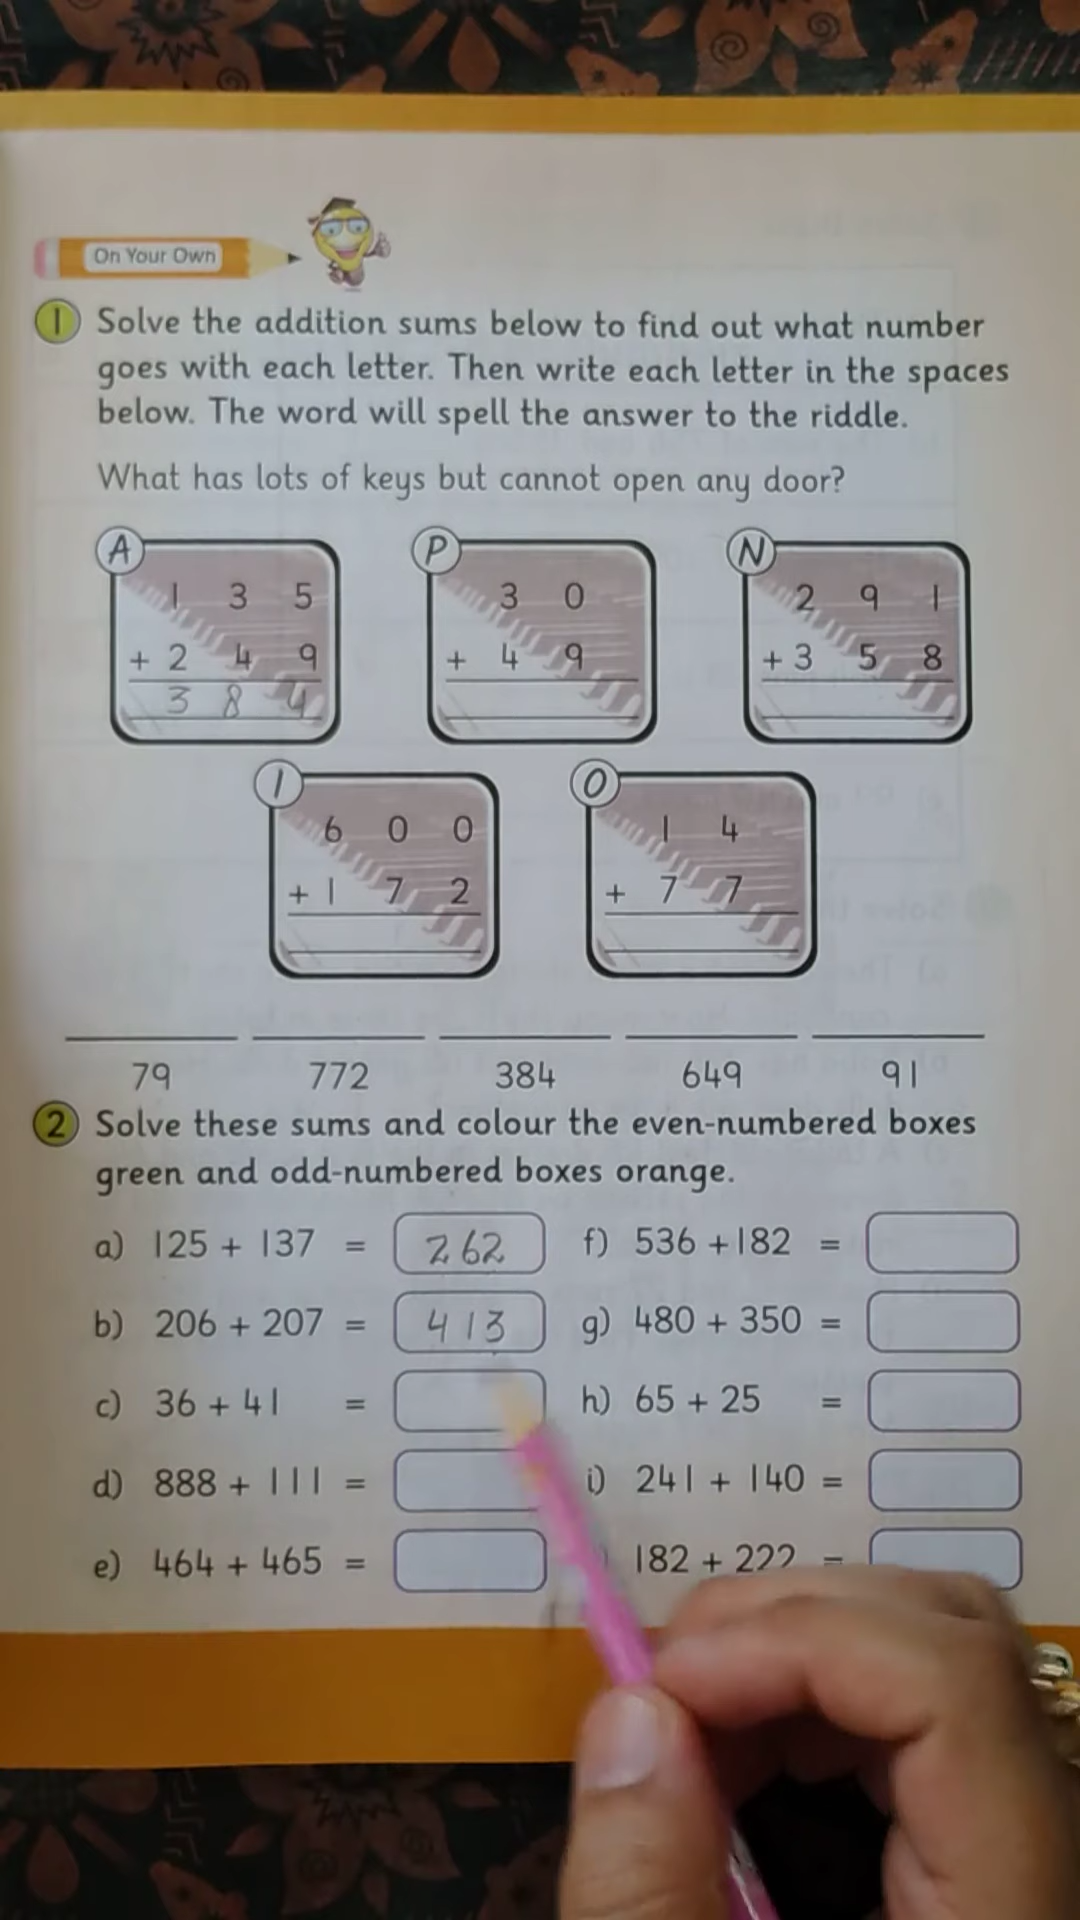 On Your Own
1 Solve the addition sums below to find out what number
goes with each letter. Then write each letter in the spaces
below. The word will spell the answer to the riddle.
What has lots of keys but cannot open any door?
A P N
1 3 5 3 0 2 9 1
+ 2 4 9 + 4 9 + 3 5 8
3 8 4
I O
6 0 0 1 4
+ 1 7 2 + 7 7
79 772 384 649 91
2 Solve these sums and colour the even-numbered boxes
green and odd-numbered boxes orange.
a) 125 + 137 = 262 f) 536 +182 =
b) 206 + 207 = 413 g) 480 + 350 =
c) 36 + 41 = h) 65 + 25 =
d) 888 + 111 = i) 241 + 140 =
e) 464 + 465 = 182 + 222 =